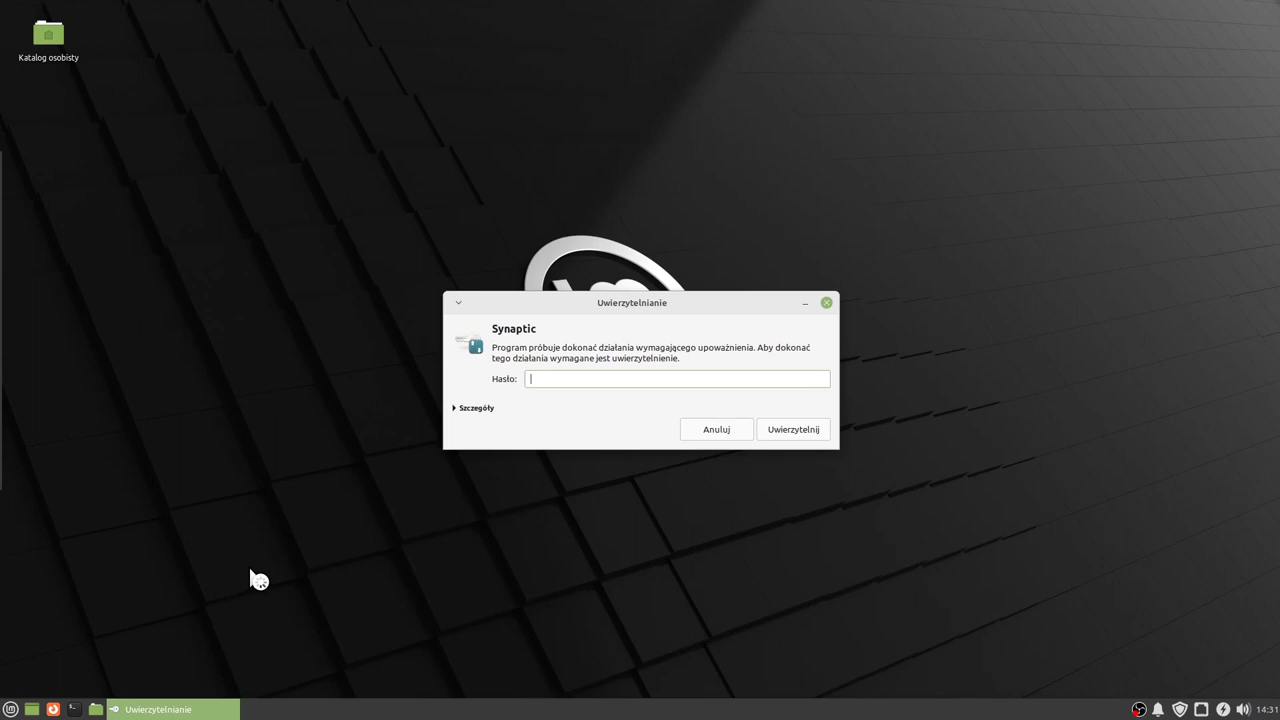 Katalog osobisty
Uwierzytelnianie
Synaptic
Program próbuje dokonać działania wymagającego upoważnienia. Aby dokonać
tego działania wymagane jest uwierzytelnienie.
Hasło:
Szczegóły
Anuluj
Uwierzytelnij
Uwierzytelnianie
14:31